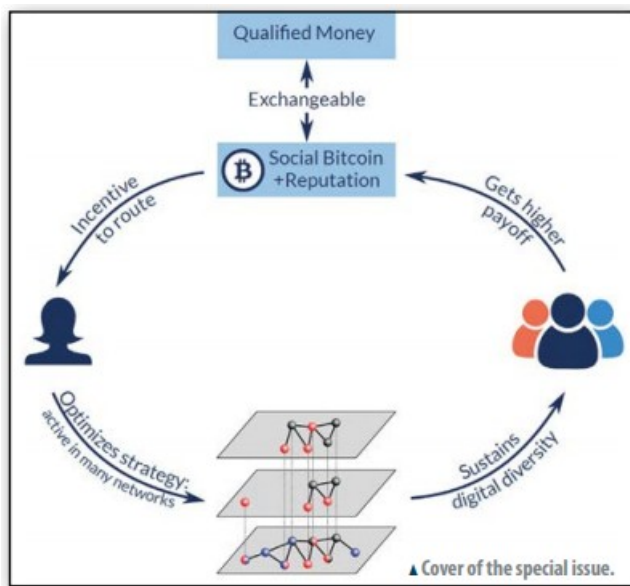 Qualified Money
Exchangeable
Social Bitcoin
+Reputation
Incentive
to route
Gets higher
payoff
Optimizes strategy:
active in many networks
Sustains
digital diversity
▲ Cover of the special issue.